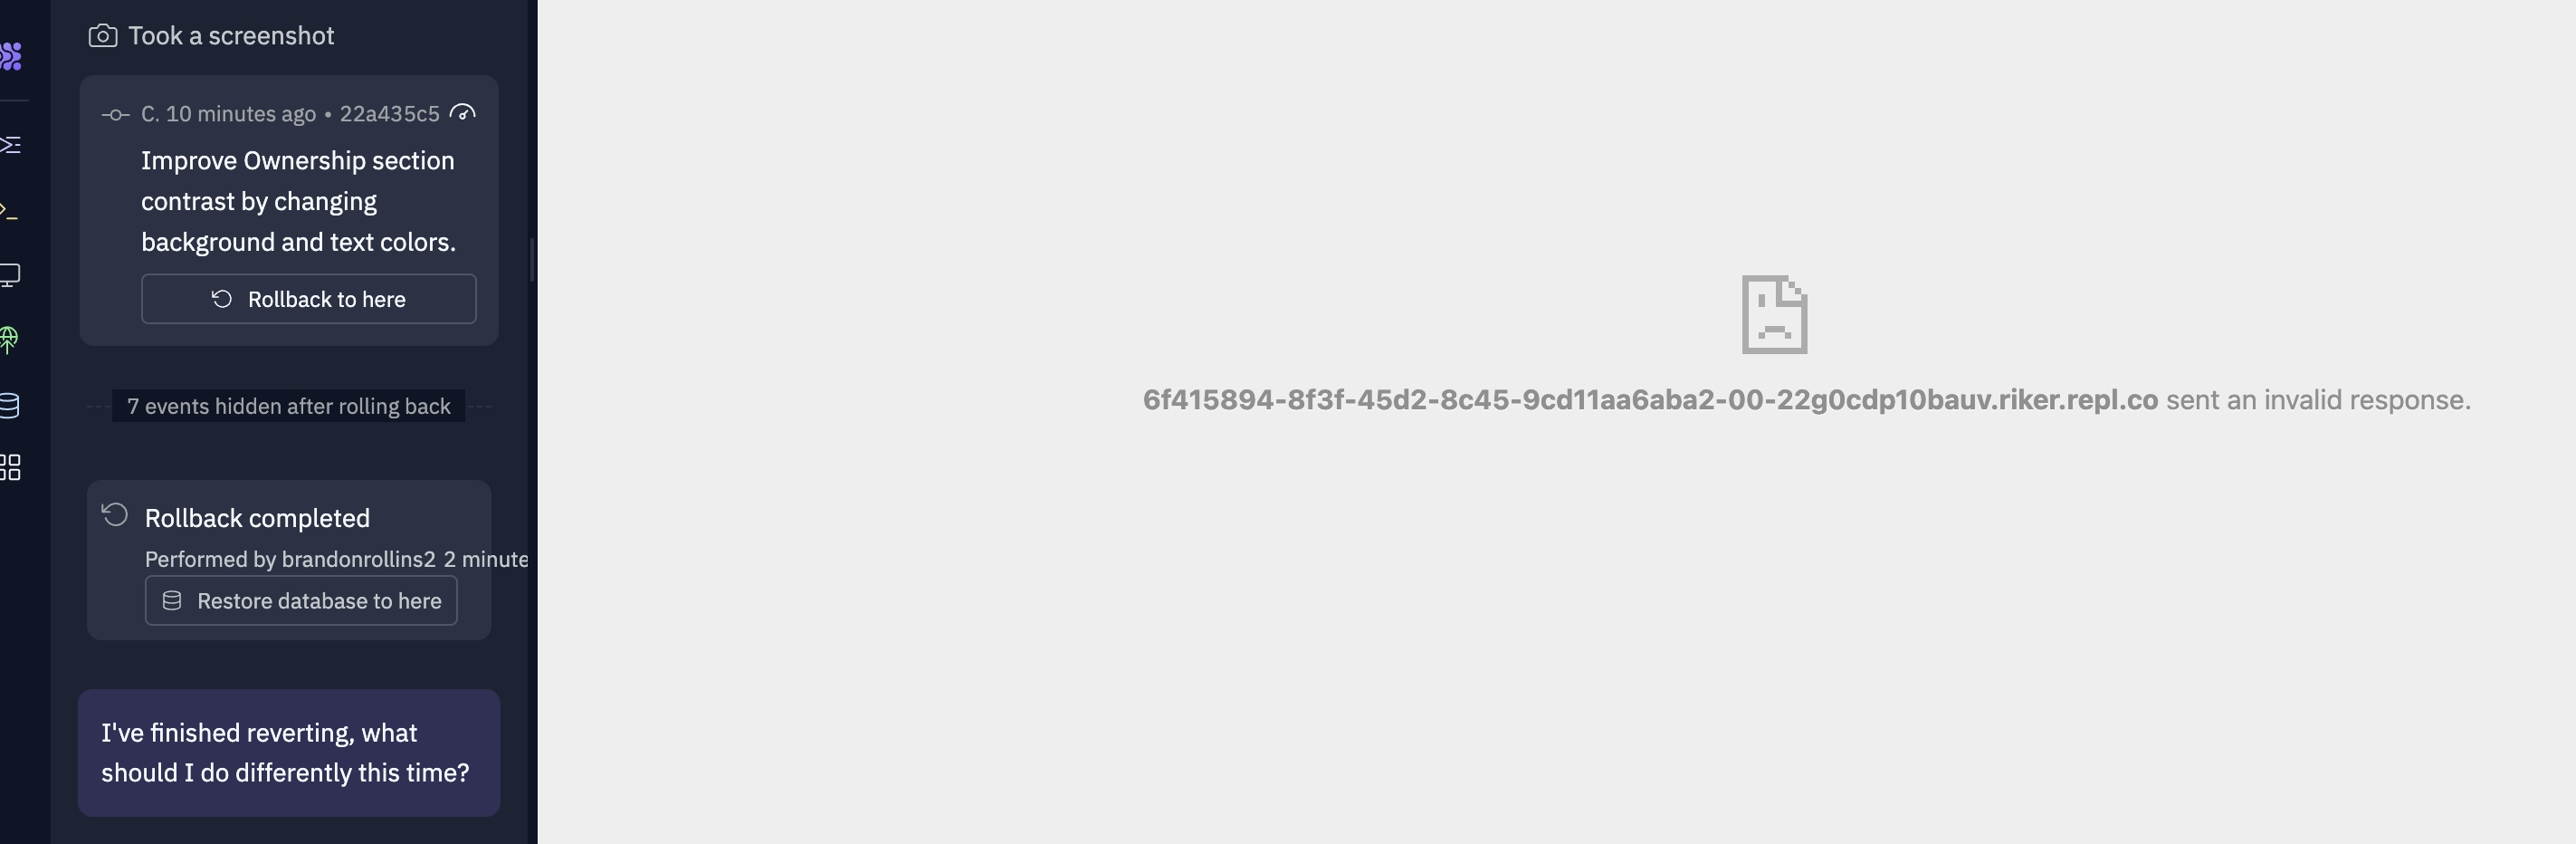 Took a screenshot
C. 10 minutes ago • 22a435c5
Improve Ownership section
contrast by changing
background and text colors.
Rollback to here
7 events hidden after rolling back
Rollback completed
Performed by brandonrollins2 2 minute
Restore database to here
I've finished reverting, what
should I do differently this time?
6f415894-8f3f-45d2-8c45-9cd11aa6aba2-00-22g0cdp10bauv.riker.repl.co sent an invalid response.